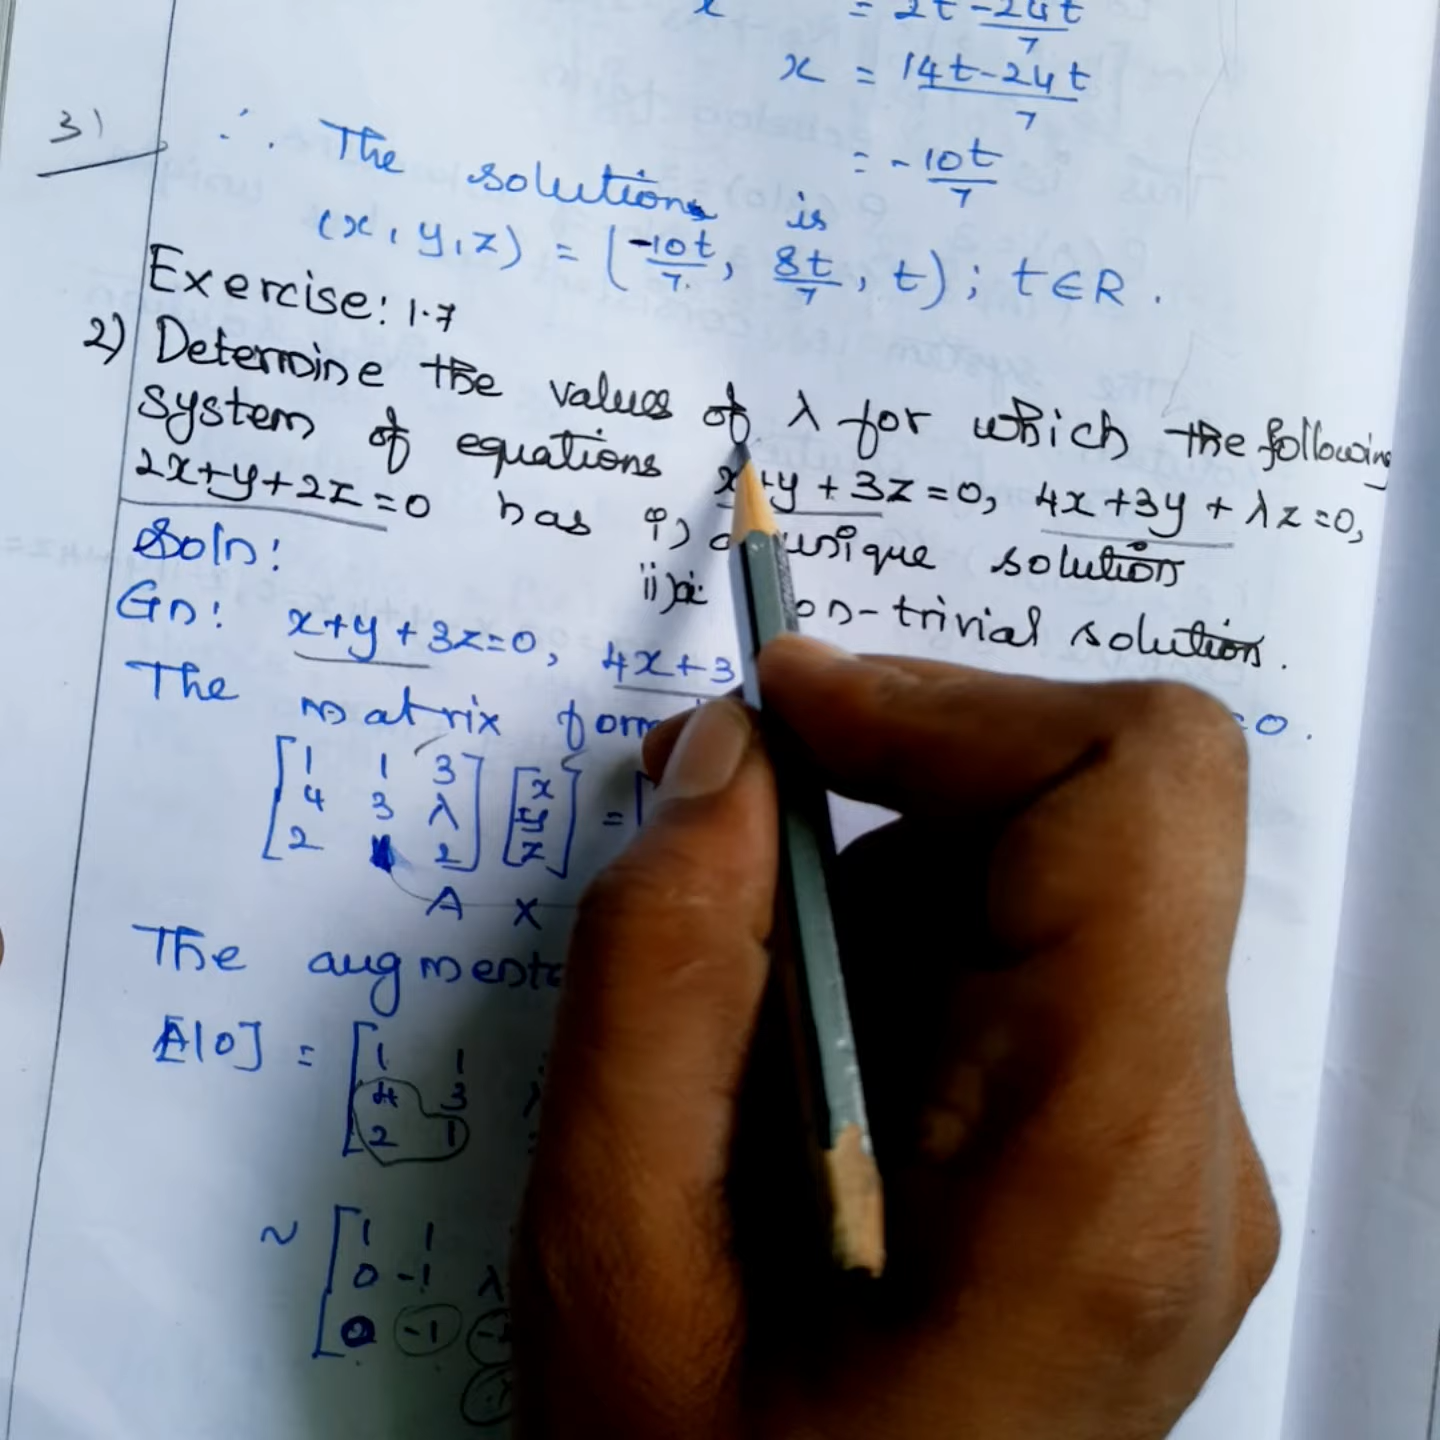 x = 2t - 24t/7
3) x = 14t-24t/7
= -10t/7
∴ The solution is
(x, y, z) = (-10t/7, 8t/7, t); t∈R.
Exercise: 1.7
2) Determine the values of λ for which the following
system of equations x+y+3z=0, 4x+3y+λz=0,
2x+y+2z=0 has i) a unique solution
ii) a non-trivial solution.
Soln:
Gn: x+y+3z=0, 4x+3 =0.
The matrix form
[1 1 3] [x] = [
[4 3 λ] [y]
[2 1 2] [z]
A X
The augmente
[A|0] = [1 1
4 3 λ
2 1
~ [1 1
0 -1 λ
0 -1